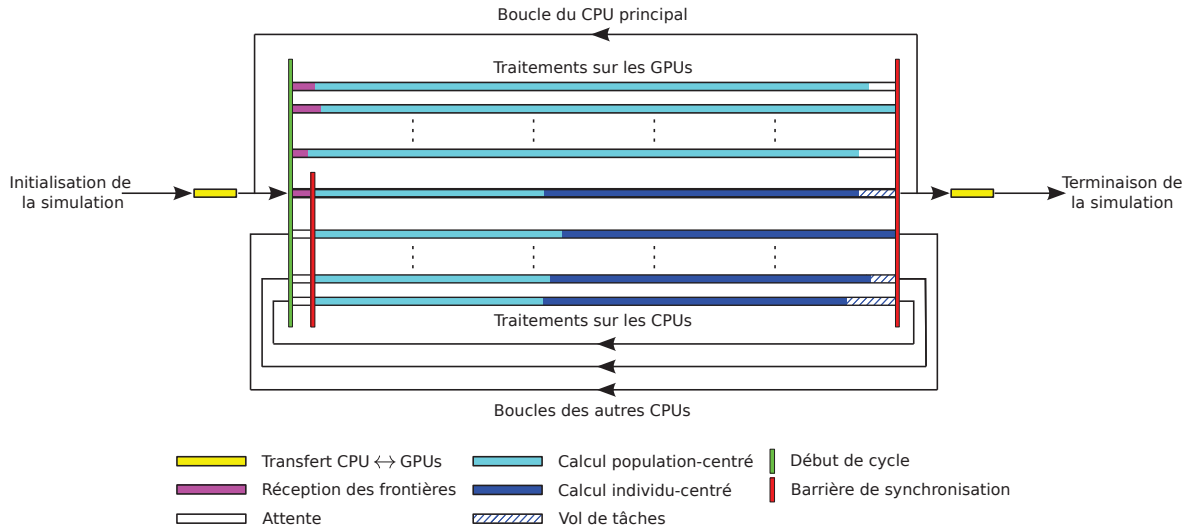 Boucle du CPU principal
Traitements sur les GPUs
Initialisation de
la simulation
Terminaison de
la simulation
Traitements sur les CPUs
Boucles des autres CPUs
Transfert CPU ↔ GPUs
Calcul population-centré
Début de cycle
Réception des frontières
Calcul individu-centré
Barrière de synchronisation
Attente
Vol de tâches